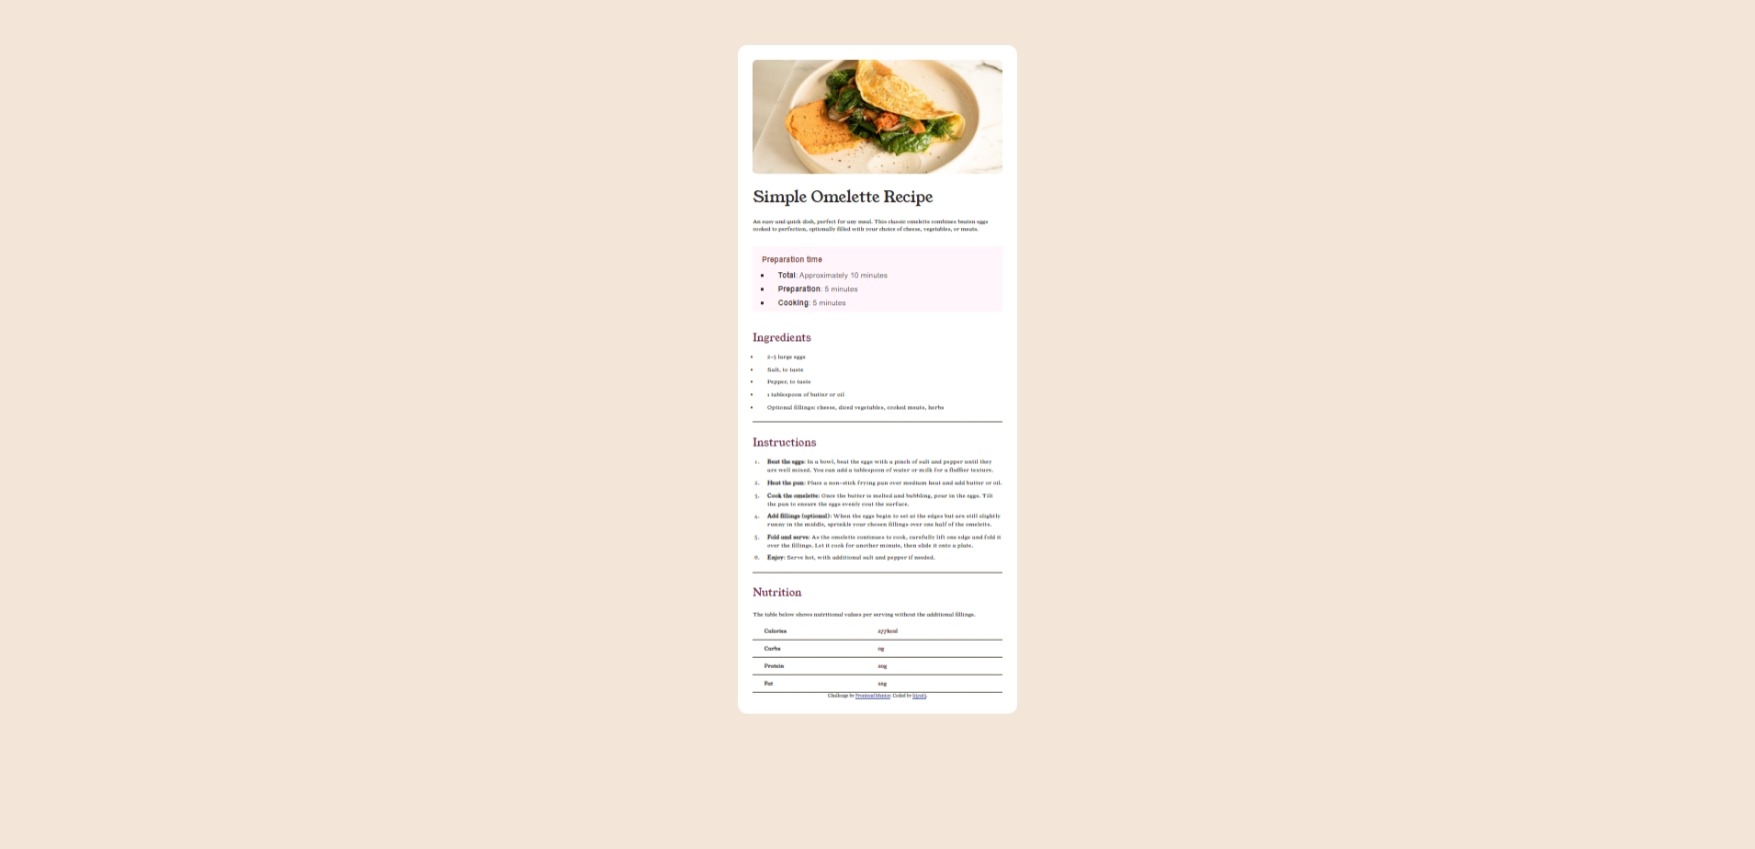 Simple Omelette Recipe
An easy and quick dish, perfect for any meal. This classic omelette combines beaten eggs
cooked to perfection, optionally filled with your choice of cheese, vegetables, or meats.
Preparation time
Total: Approximately 10 minutes
Preparation: 5 minutes
Cooking: 5 minutes
Ingredients
2-3 large eggs
Salt, to taste
Pepper, to taste
1 tablespoon of butter or oil
Optional fillings: cheese, diced vegetables, cooked meats, herbs
Instructions
1. Beat the eggs: In a bowl, beat the eggs with a pinch of salt and pepper until they
are well mixed. You can add a tablespoon of water or milk for a fluffier texture.
2. Heat the pan: Place a non-stick frying pan over medium heat and add butter or oil.
3. Cook the omelette: Once the butter is melted and bubbling, pour in the eggs. Tilt
the pan to ensure the eggs evenly coat the surface.
4. Add fillings (optional): When the eggs begin to set at the edges but are still slightly
runny in the middle, sprinkle your chosen fillings over one half of the omelette.
5. Fold and serve: As the omelette continues to cook, carefully lift one edge and fold it
over the fillings. Let it cook for another minute, then slide it onto a plate.
6. Enjoy: Serve hot, with additional salt and pepper if needed.
Nutrition
The table below shows nutritional values per serving without the additional fillings.
Calories 277kcal
Carbs 0g
Protein 20g
Fat 22g
Challenge by Frontend Mentor. Coded by